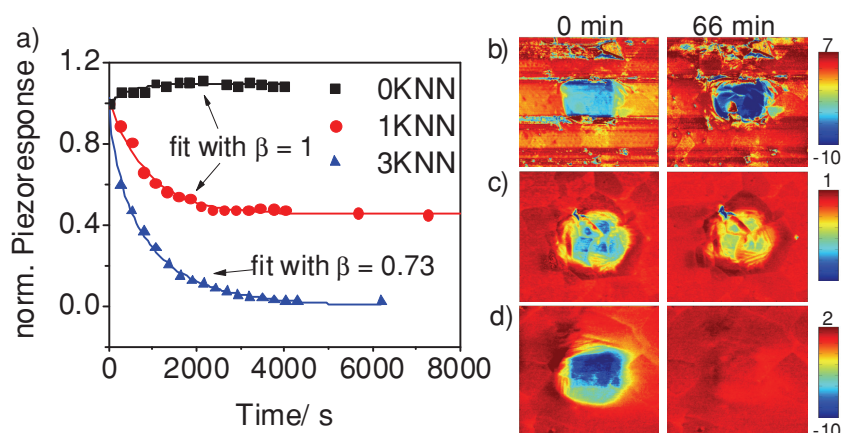 a)
norm. Piezoresponse
1.2
0.8
0.4
0.0
0KNN
1KNN
fit with β = 1
3KNN
fit with β = 0.73
0 2000 4000 6000 8000
Time/ s
0 min 66 min
b)
7
-10
c)
1
d)
2
-10